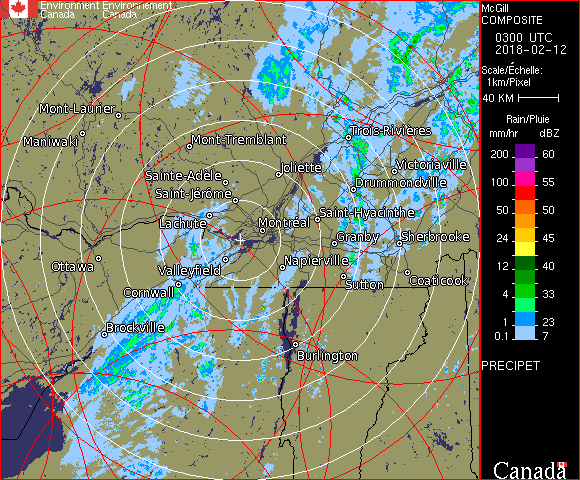 Environment Environnement
Canada Canada
McGill
COMPOSITE
0300 UTC
2018-02-12
Scale/Échelle:
1km/Pixel
40 KM
Rain/Pluie
mm/hr dBZ
200 60
55
100 55
50 50
24 45
12 40
4 33
1 23
0.1 7
PRECIPET
Canada
Mont-Laurier
Maniwaki
Mont-Tremblant
Trois-Rivières
Sainte-Adèle
Joliette
Victoriaville
Saint-Jérôme
Drummondville
Lachute
Montréal
Saint-Hyacinthe
Granby
Sherbrooke
Ottawa
Valleyfield
Napierville
Sutton
Coaticook
Cornwall
Brockville
Burlington